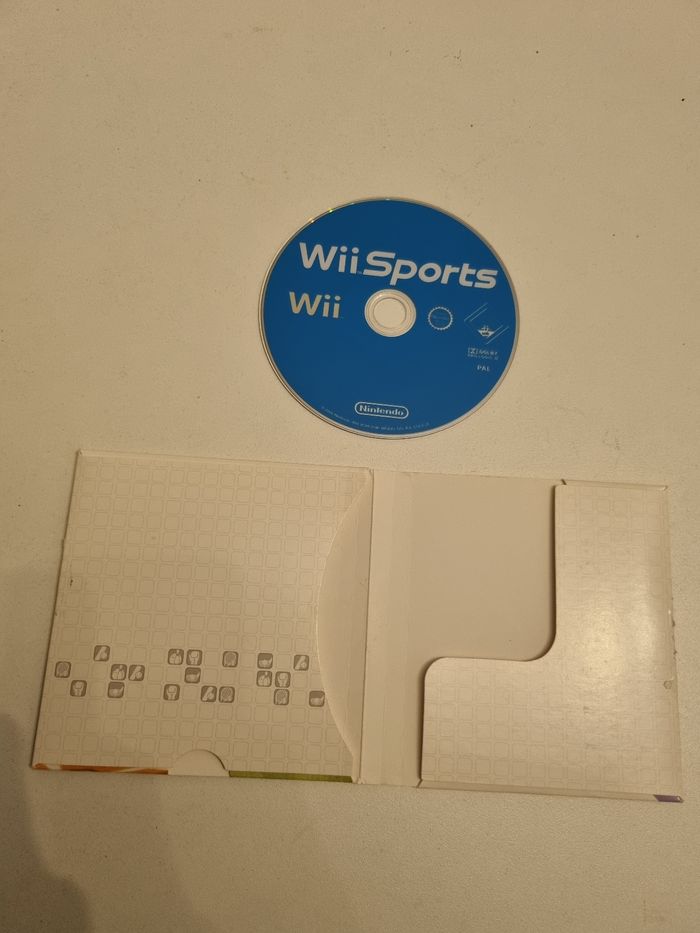 Wii Sports
Wii
PAL
Nintendo